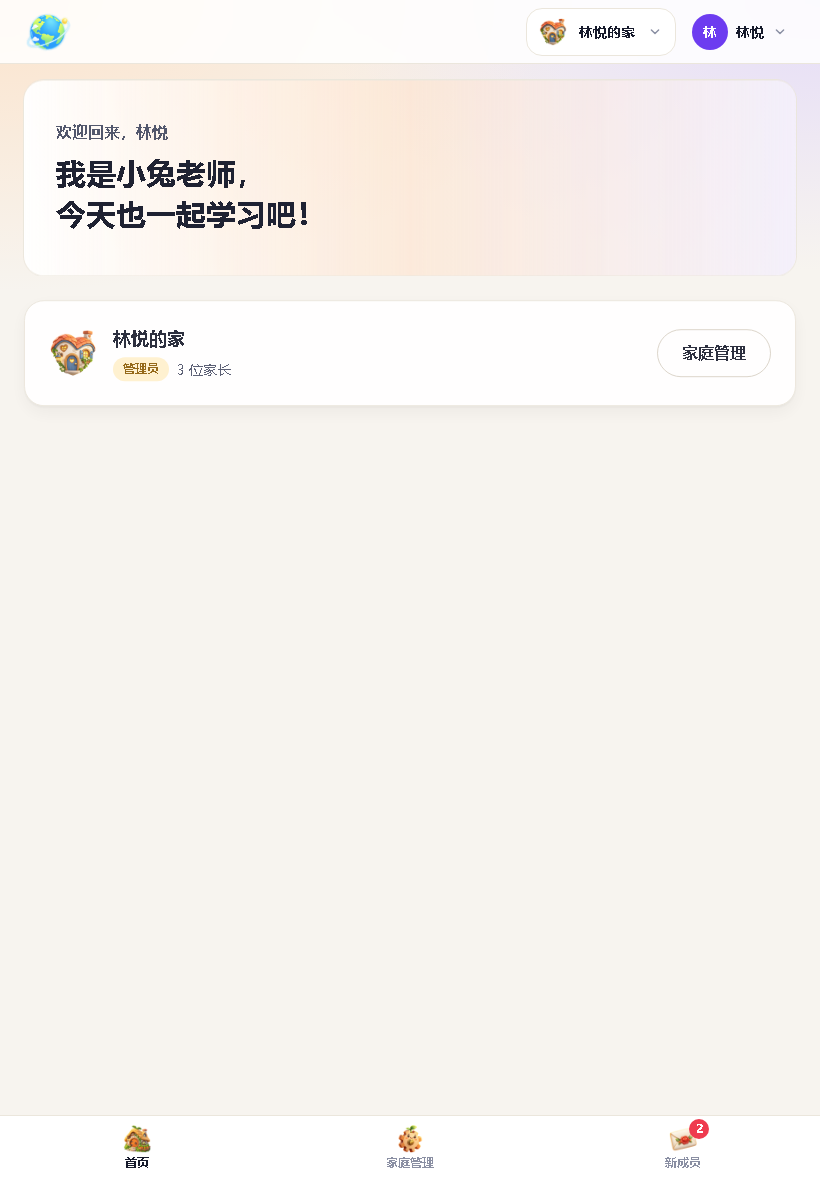 林悦的家
林
林悦
欢迎回来，林悦
我是小兔老师，
今天也一起学习吧！
林悦的家
管理员
3 位家长
家庭管理
首页
家庭管理
2
新成员